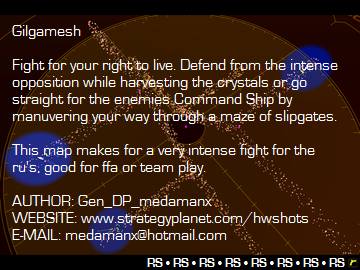 Gilgamesh
Fight for your right to live. Defend from the intense
opposition while harvesting the crystals or go
straight for the enemies Command Ship by
manuvering your way through a maze of slipgates.
This map makes for a very intense fight for the
ru's; good for ffa or team play.
AUTHOR: Gen_DP_medamanx
WEBSITE: www.strategyplanet.com/hwshots
E-MAIL: medamanx@hotmail.com
RS • RS • RS • RS • RS • RS • RS • RS r